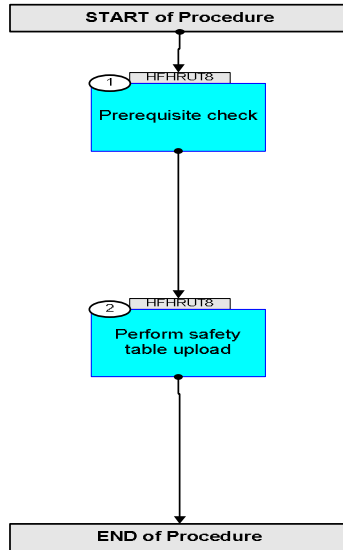 START of Procedure
HFHRUT8
1
Prerequisite check
HFHRUT8
2
Perform safety
table upload
END of Procedure